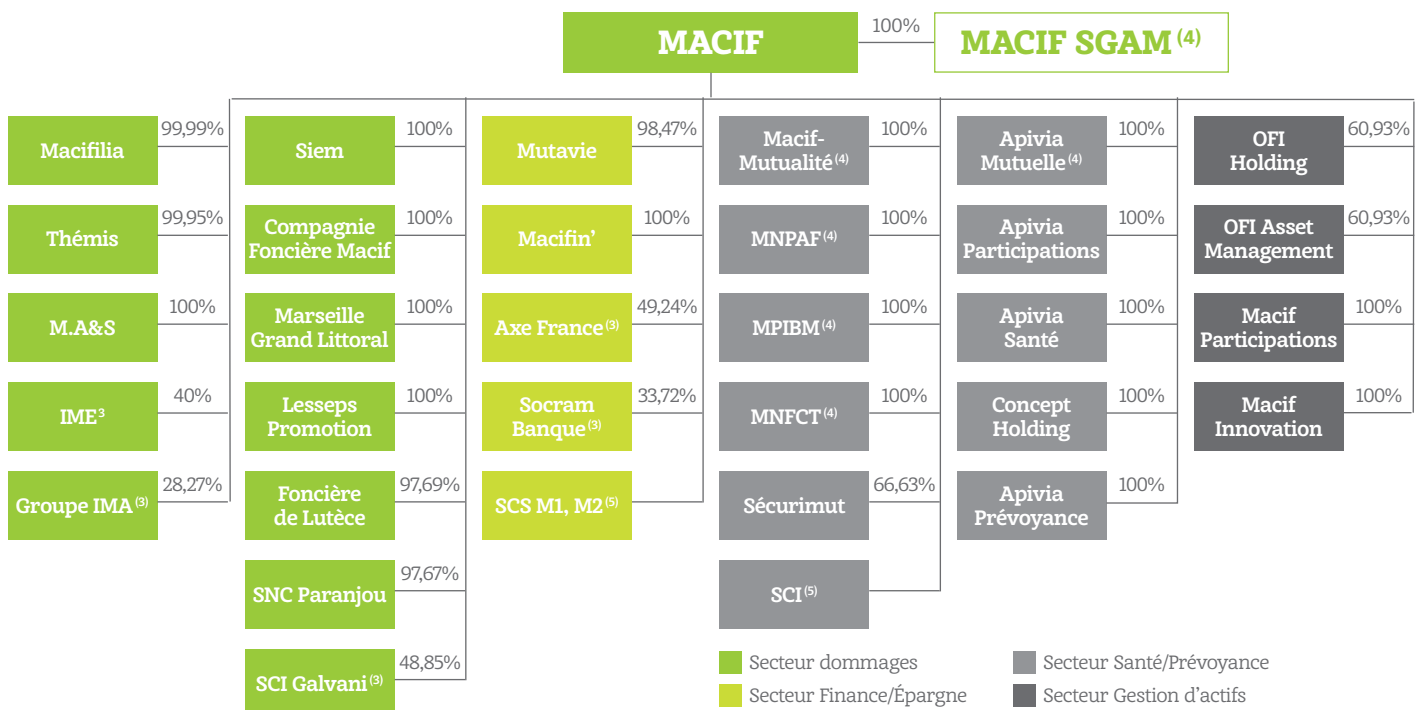 MACIF
100%
MACIF SGAM (4)
Macifilia
99,99%
Thémis
99,95%
M.A&S
100%
IME3
40%
Groupe IMA (3)
28,27%
Siem
100%
Compagnie
Foncière Macif
100%
Marseille
Grand Littoral
100%
Lesseps
Promotion
100%
Foncière
de Lutèce
97,69%
SNC Paranjou
97,67%
SCI Galvani (3)
48,85%
Mutavie
98,47%
Macifin’
100%
Axe France (3)
49,24%
Socram
Banque (3)
33,72%
SCS M1, M2 (5)
Macif-
Mutualité (4)
100%
MNPAF (4)
100%
MPIBM (4)
100%
MNFCT (4)
100%
Sécurimut
66,63%
SCI (5)
Apivia
Mutuelle (4)
100%
Apivia
Participations
100%
Apivia
Santé
100%
Concept
Holding
100%
Apivia
Prévoyance
100%
OFI
Holding
60,93%
OFI Asset
Management
60,93%
Macif
Participations
100%
Macif
Innovation
100%
Secteur dommages
Secteur Santé/Prévoyance
Secteur Finance/Épargne
Secteur Gestion d’actifs